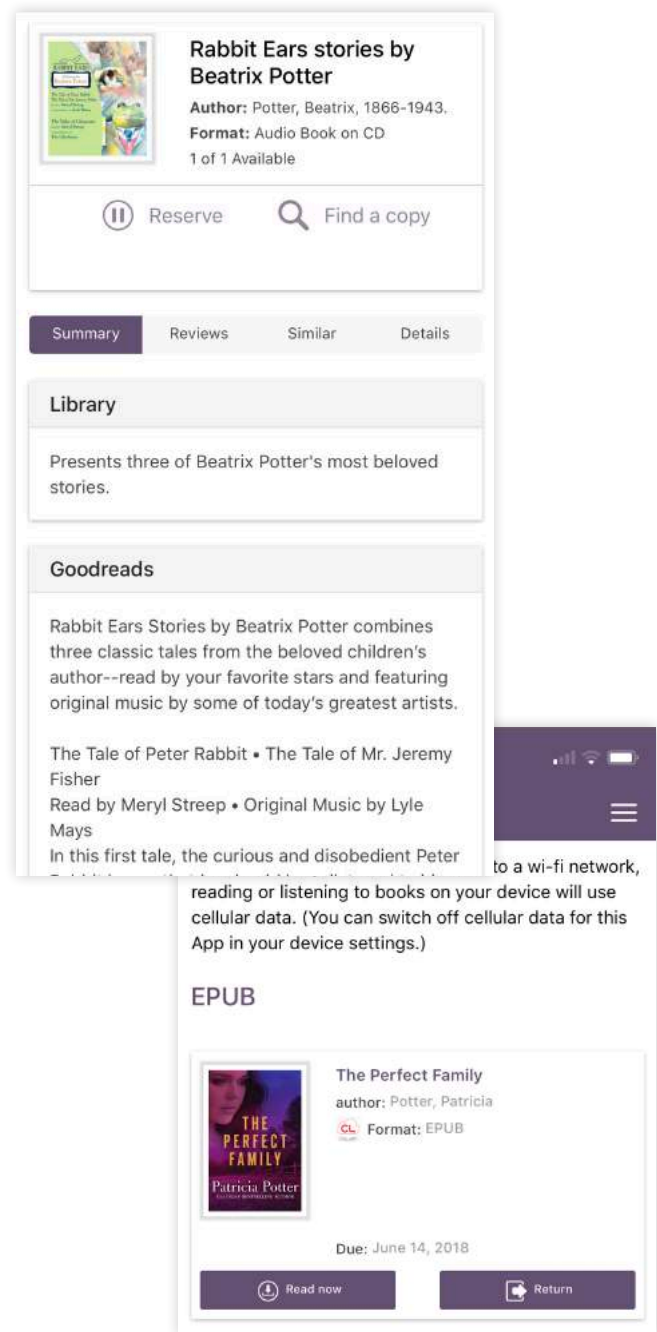 Rabbit Ears stories by
Beatrix Potter
Author: Potter, Beatrix, 1866-1943.
Format: Audio Book on CD
1 of 1 Available
Reserve
Find a copy
Summary
Reviews
Similar
Details
Library
Presents three of Beatrix Potter's most beloved
stories.
Goodreads
Rabbit Ears Stories by Beatrix Potter combines
three classic tales from the beloved children's
author--read by your favorite stars and featuring
original music by some of today's greatest artists.
The Tale of Peter Rabbit • The Tale of Mr. Jeremy
Fisher
Read by Meryl Streep • Original Music by Lyle
Mays
In this first tale, the curious and disobedient Peter
to a wi-fi network,
reading or listening to books on your device will use
cellular data. (You can switch off cellular data for this
App in your device settings.)
EPUB
THE
PERFECT
FAMILY
Patricia Potter
The Perfect Family
author: Potter, Patricia
CL Format: EPUB
Due: June 14, 2018
Read now
Return